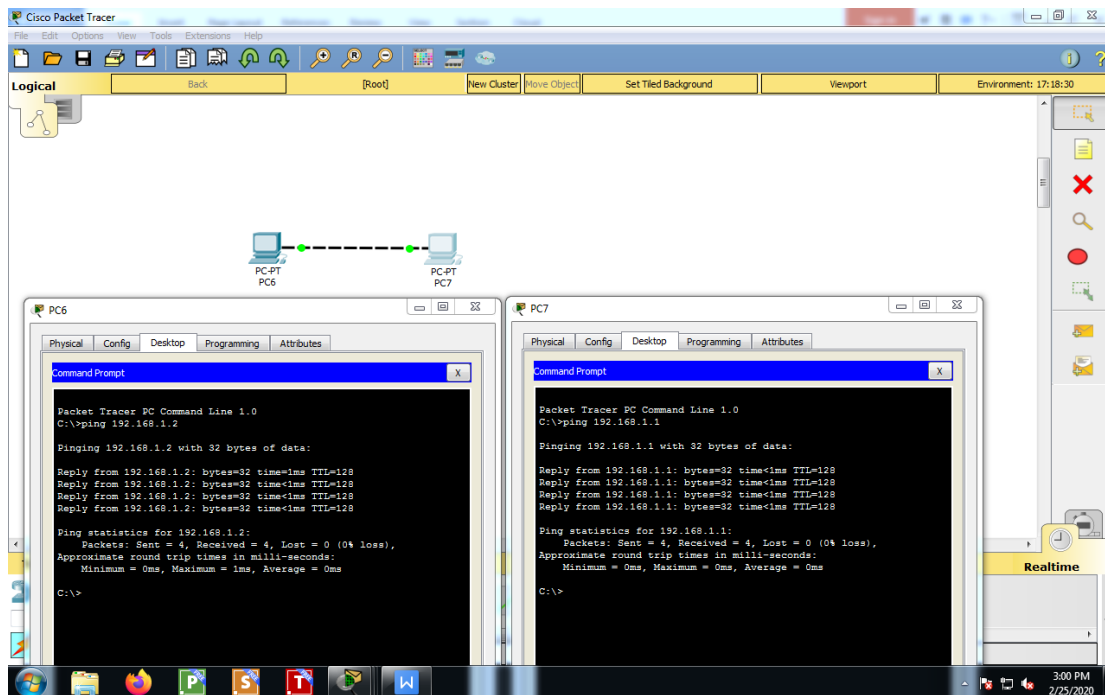 Cisco Packet Tracer
File Edit Options View Tools Extensions Help
Logical Back [Root] New Cluster Move Object Set Tiled Background Viewport Environment: 17:18:30
PC-PT
PC6
PC-PT
PC7
PC6
Physical Config Desktop Programming Attributes
Command Prompt X
Packet Tracer PC Command Line 1.0
C:\>ping 192.168.1.2
Pinging 192.168.1.2 with 32 bytes of data:
Reply from 192.168.1.2: bytes=32 time=1ms TTL=128
Reply from 192.168.1.2: bytes=32 time<1ms TTL=128
Reply from 192.168.1.2: bytes=32 time<1ms TTL=128
Reply from 192.168.1.2: bytes=32 time<1ms TTL=128
Ping statistics for 192.168.1.2:
Packets: Sent = 4, Received = 4, Lost = 0 (0% loss),
Approximate round trip times in milli-seconds:
Minimum = 0ms, Maximum = 1ms, Average = 0ms
C:\>
PC7
Physical Config Desktop Programming Attributes
Command Prompt X
Packet Tracer PC Command Line 1.0
C:\>ping 192.168.1.1
Pinging 192.168.1.1 with 32 bytes of data:
Reply from 192.168.1.1: bytes=32 time<1ms TTL=128
Reply from 192.168.1.1: bytes=32 time<1ms TTL=128
Reply from 192.168.1.1: bytes=32 time<1ms TTL=128
Reply from 192.168.1.1: bytes=32 time<1ms TTL=128
Ping statistics for 192.168.1.1:
Packets: Sent = 4, Received = 4, Lost = 0 (0% loss),
Approximate round trip times in milli-seconds:
Minimum = 0ms, Maximum = 0ms, Average = 0ms
C:\>
Realtime
3:00 PM
2/25/2020